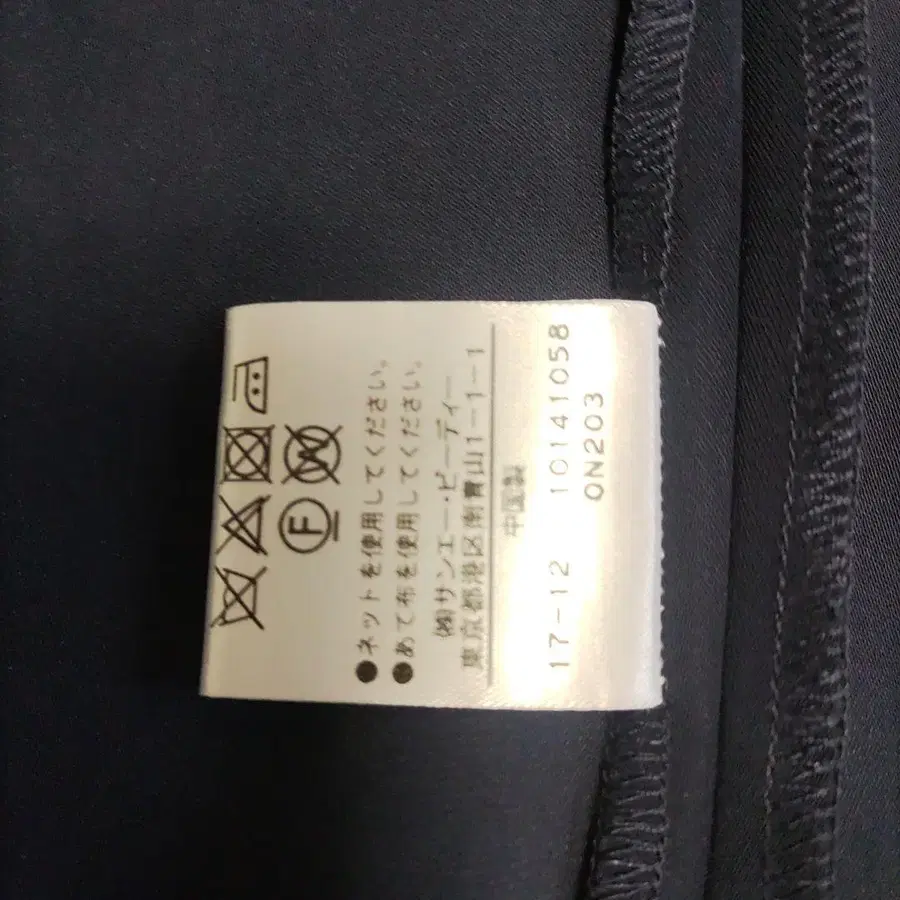 ●ネットを使用してください。
●あて布を使用してください。
㈱サンエー・ビーディー
東京都港区南青山1-1-1
中国製
17-12 10141058
0N203